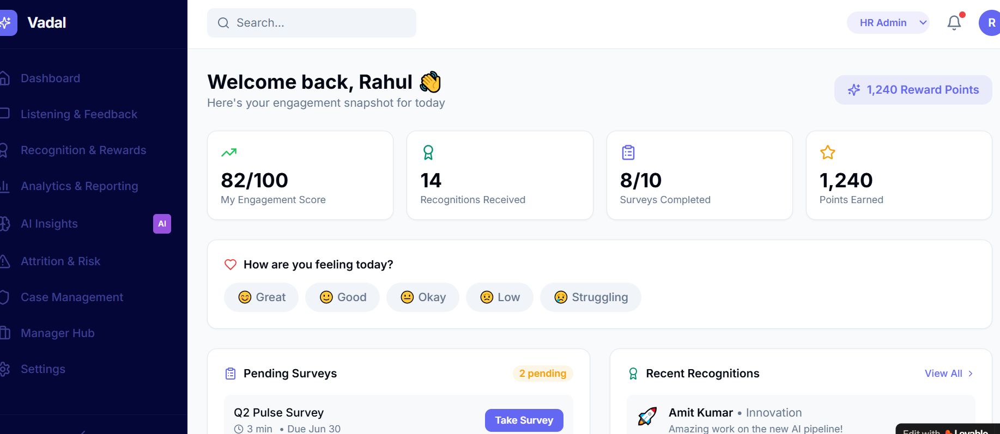 Vadal
Search...
HR Admin
R
Dashboard
Listening & Feedback
Recognition & Rewards
Analytics & Reporting
AI Insights
AI
Attrition & Risk
Case Management
Manager Hub
Settings
Welcome back, Rahul 👋
Here's your engagement snapshot for today
1,240 Reward Points
82/100
My Engagement Score
14
Recognitions Received
8/10
Surveys Completed
1,240
Points Earned
How are you feeling today?
😊 Great
🙂 Good
😐 Okay
😟 Low
😢 Struggling
Pending Surveys
2 pending
Q2 Pulse Survey
3 min • Due Jun 30
Take Survey
Recent Recognitions
View All
🚀 Amit Kumar • Innovation
Amazing work on the new AI pipeline!
Edit with Lovable